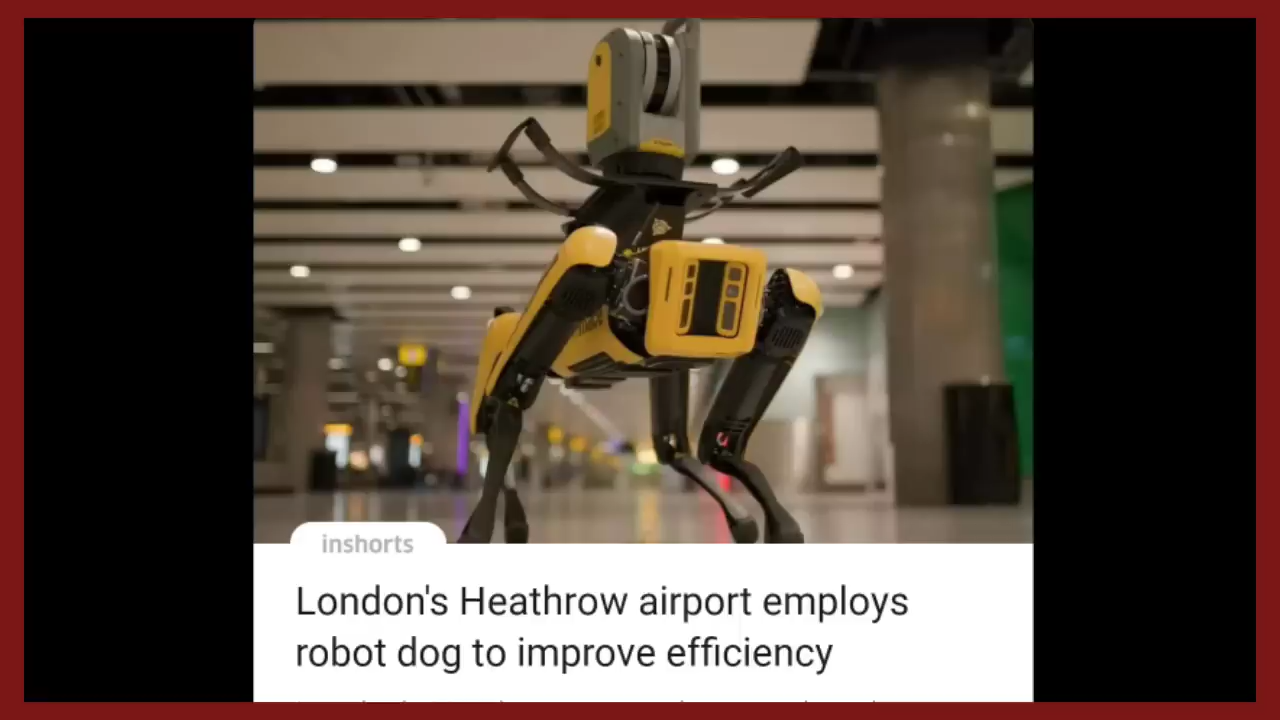 inshorts
London's Heathrow airport employs
robot dog to improve efficiency